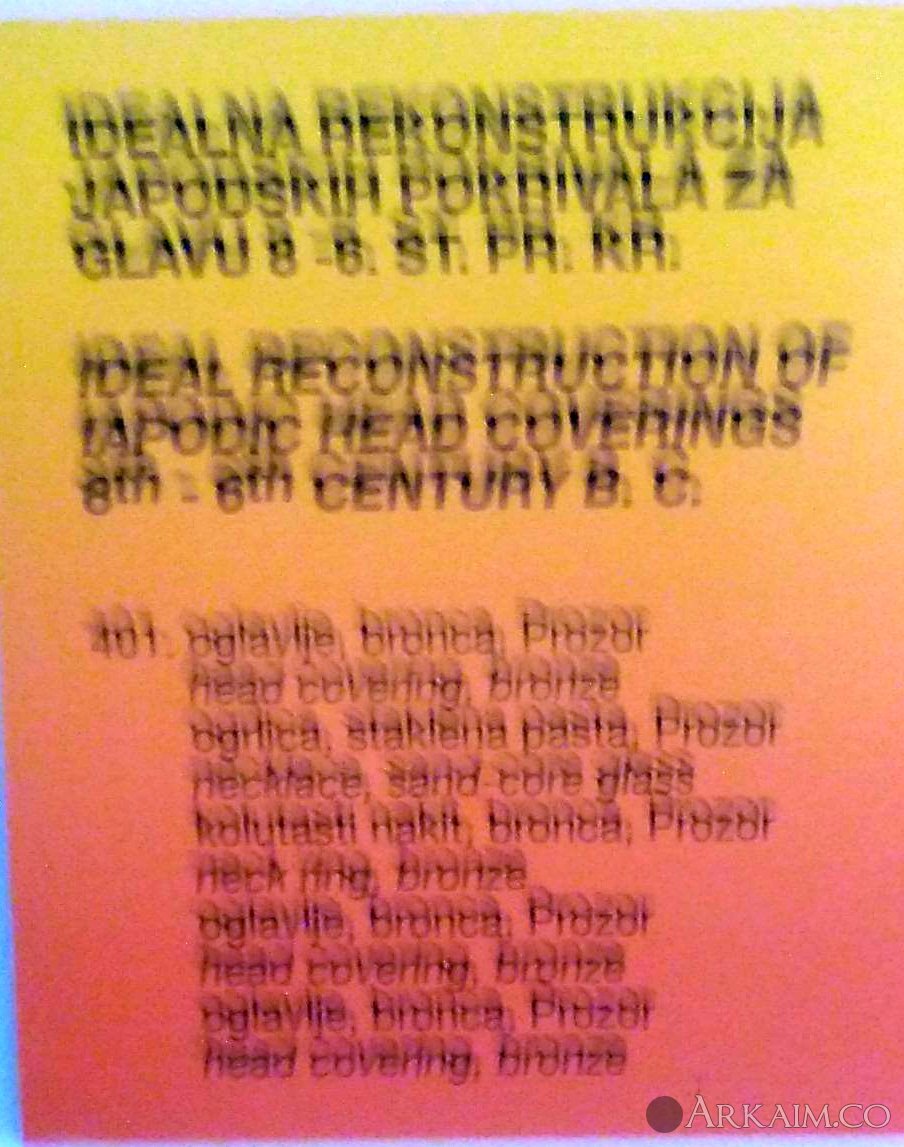 IDEALNA REKONSTRUKCIJA
JAPODSKIH POKRIVALA ZA
GLAVU 8 -6. ST. PR. KR.
IDEAL RECONSTRUCTION OF
IAPODIC HEAD COVERINGS
8th - 6th CENTURY B. C.
401. oglavlje, bronca, Prozor
head covering, bronze
ogrlica, staklena pasta, Prozor
necklace, sand-core glass
kolutasti nakit, bronca, Prozor
neck ring, bronze
oglavlje, bronca, Prozor
head covering, bronze
oglavlje, bronca, Prozor
head covering, bronze
ARKAIM.CO